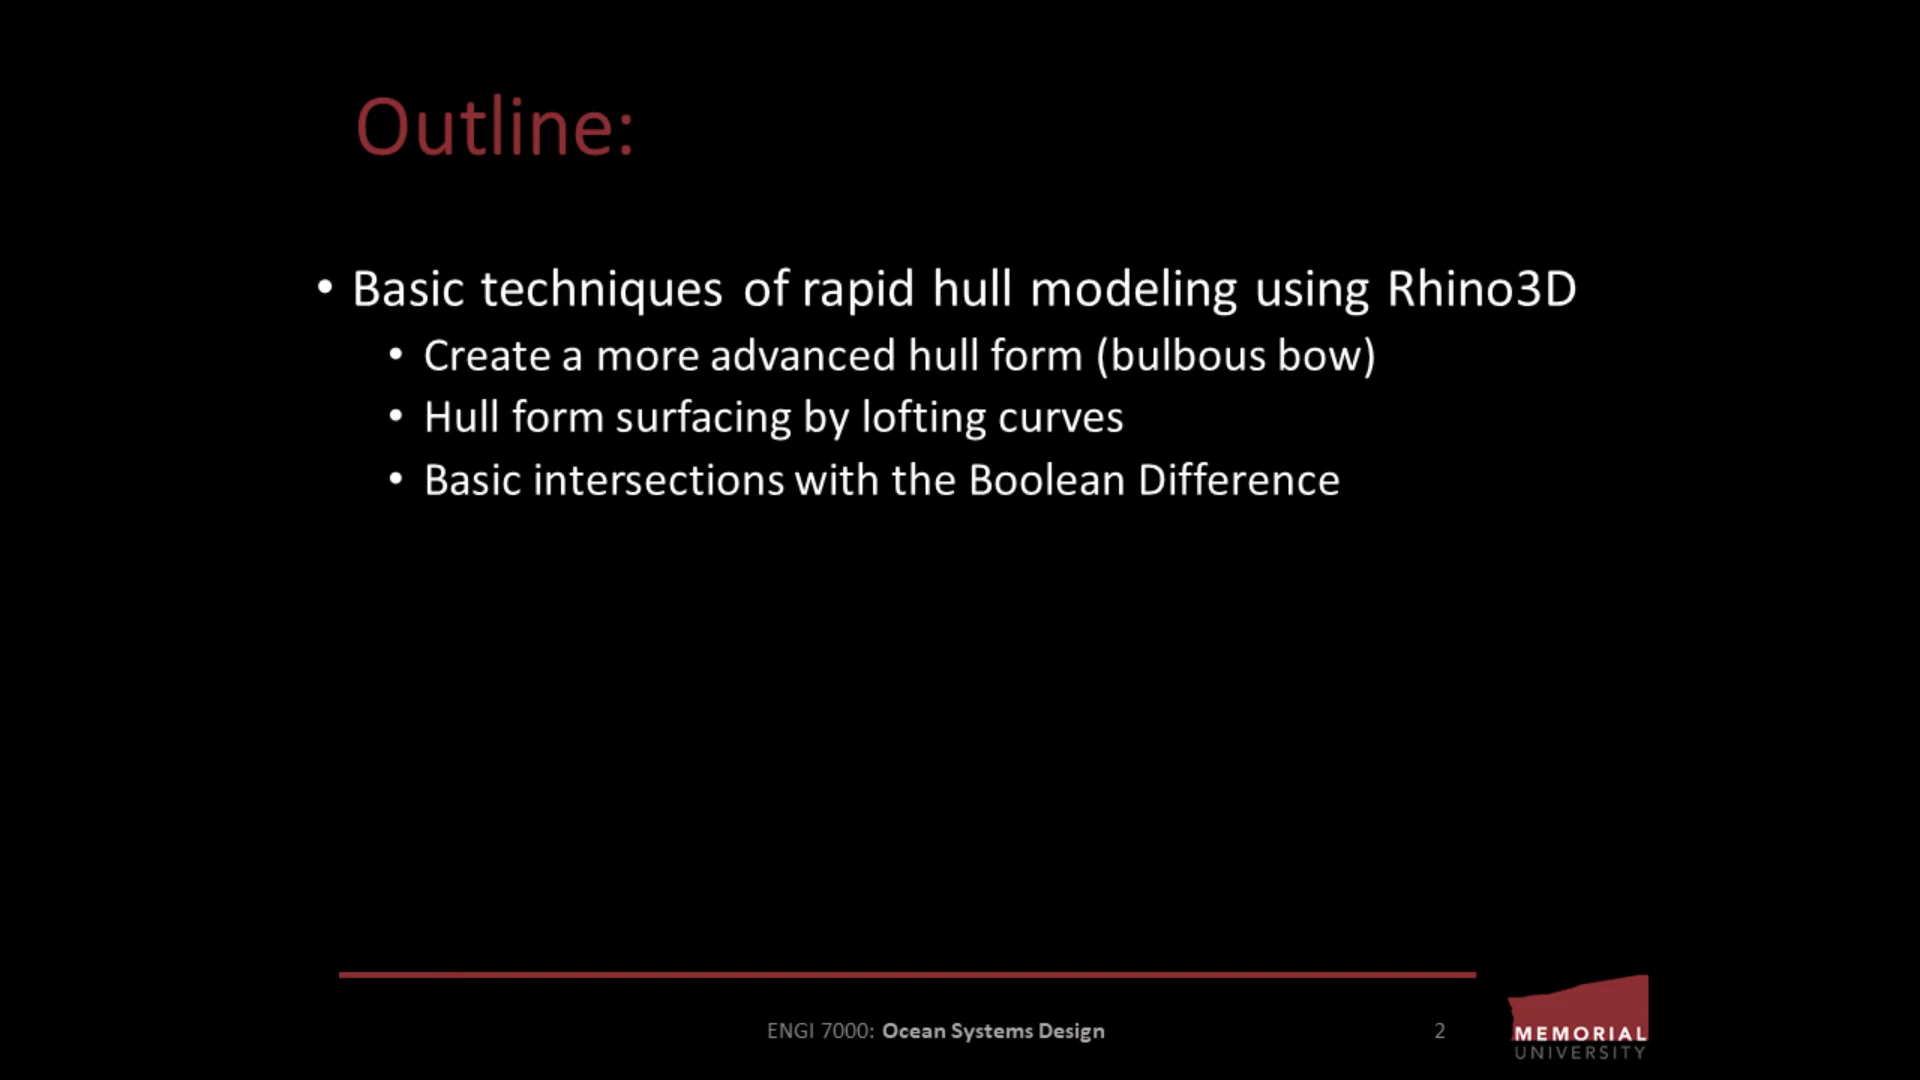 Outline:
• Basic techniques of rapid hull modeling using Rhino3D
• Create a more advanced hull form (bulbous bow)
• Hull form surfacing by lofting curves
• Basic intersections with the Boolean Difference
ENGI 7000: Ocean Systems Design
2
MEMORIAL
UNIVERSITY